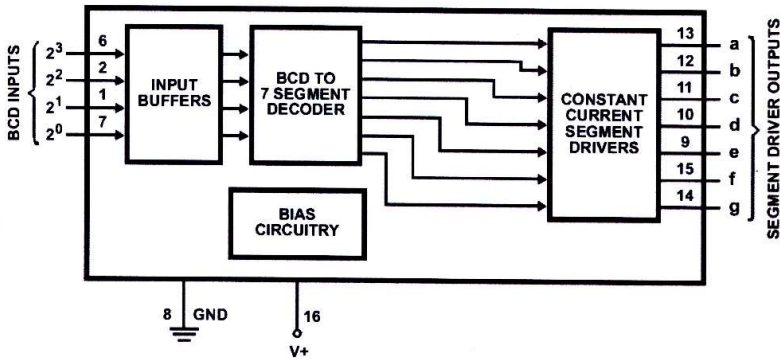 BCD INPUTS
2³ 6
2² 2
2¹ 1
2⁰ 7
INPUT
BUFFERS
BCD TO
7 SEGMENT
DECODER
BIAS
CIRCUITRY
CONSTANT
CURRENT
SEGMENT
DRIVERS
13 a
12 b
11 c
10 d
9 e
15 f
14 g
SEGMENT DRIVER OUTPUTS
8 GND
16
V+